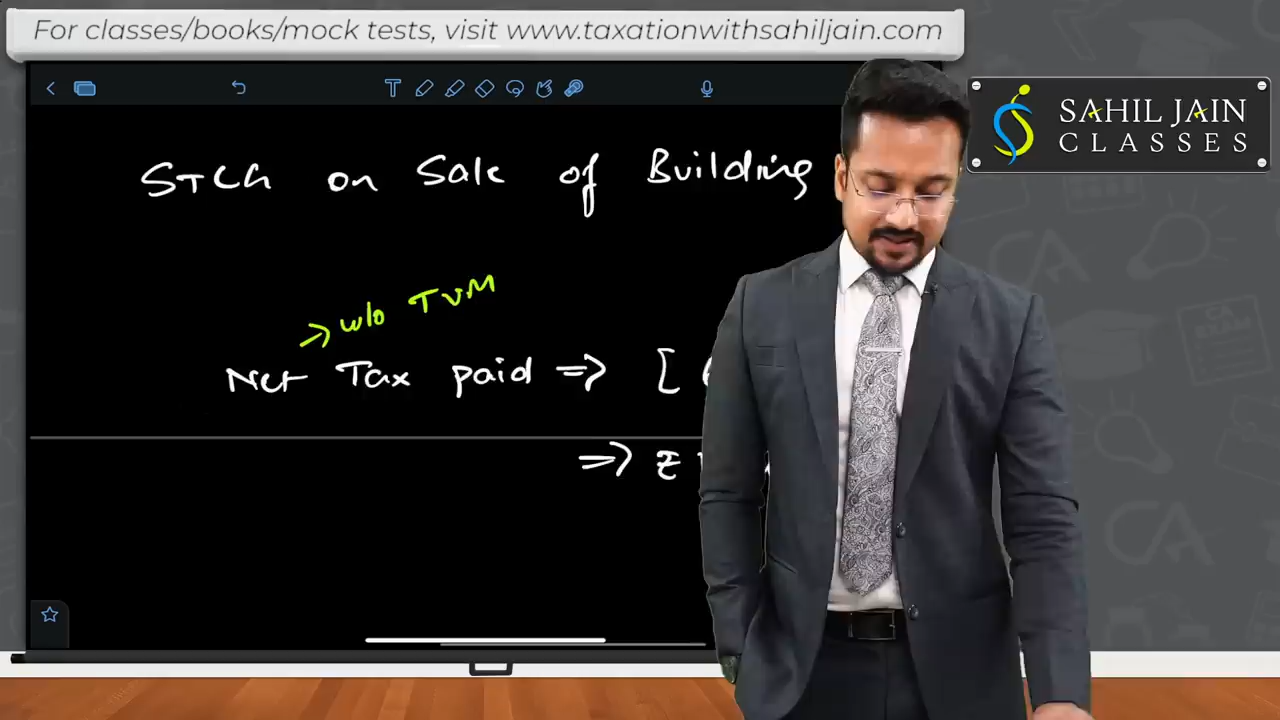 For classes/books/mock tests, visit www.taxationwithsahiljain.com
SAHIL JAIN
CLASSES
STCG on Sale of Building
→ w/o TVM
Net Tax paid ⇒ [
⇒ z